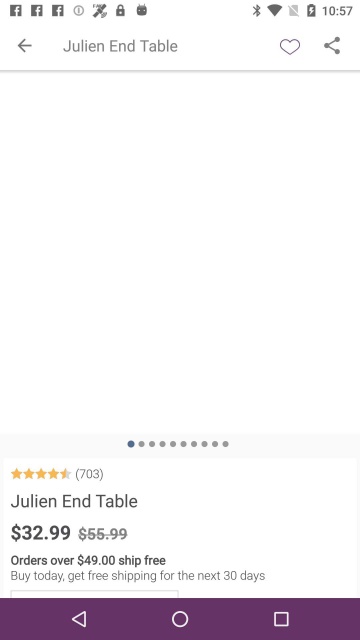 10:57
Julien End Table
(703)
Julien End Table
$32.99 $55.99
Orders over $49.00 ship free
Buy today, get free shipping for the next 30 days